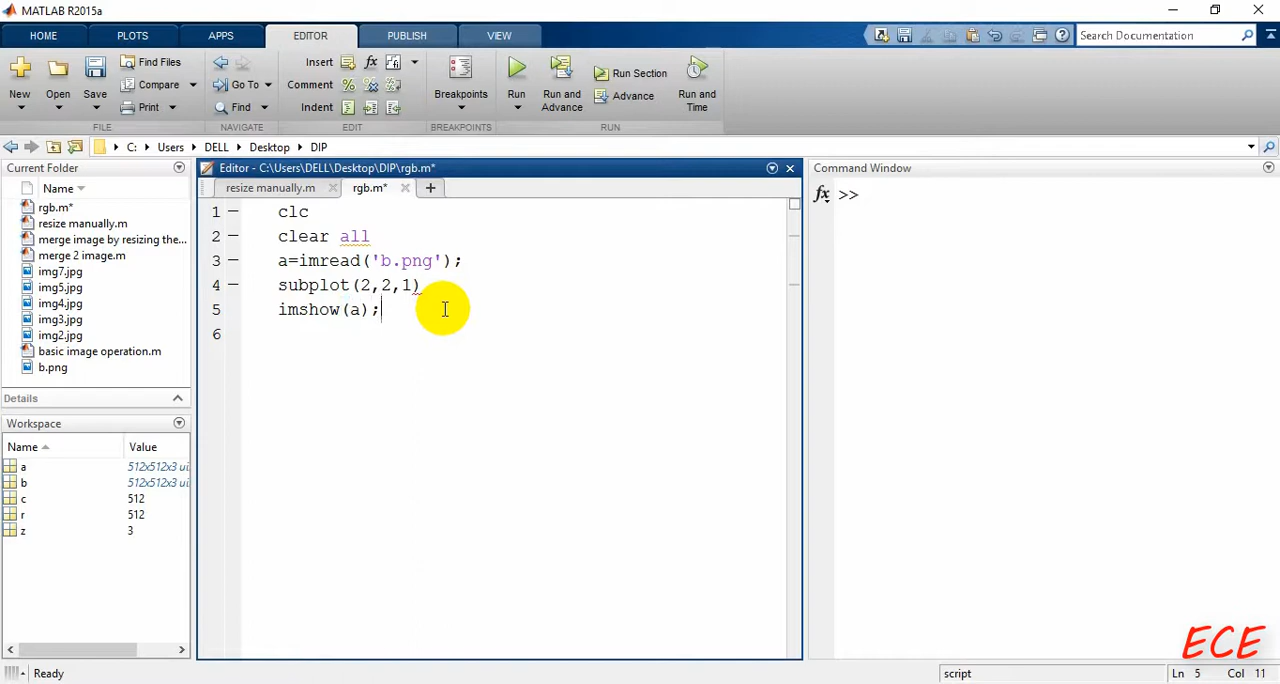 MATLAB R2015a
HOME PLOTS APPS EDITOR PUBLISH VIEW Search Documentation
New Open Save Find Files Compare Print
Go To Find
Insert fx
Comment %
Indent
Breakpoints
Run Run and Advance Run Section Advance Run and Time
FILE NAVIGATE EDIT BREAKPOINTS RUN
C: Users DELL Desktop DIP
Current Folder
Name
rgb.m*
resize manually.m
merge image by resizing the...
merge 2 image.m
img7.jpg
img5.jpg
img4.jpg
img3.jpg
img2.jpg
basic image operation.m
b.png
Details
Workspace
Name Value
a 512x512x3 ui
b 512x512x3 ui
c 512
r 512
z 3
Editor - C:\Users\DELL\Desktop\DIP\rgb.m*
resize manually.m rgb.m*
1 clc
2 clear all
3 a=imread('b.png');
4 subplot(2,2,1)
5 imshow(a);
6
Command Window
fx >>
ECE
Ready script Ln 5 Col 11